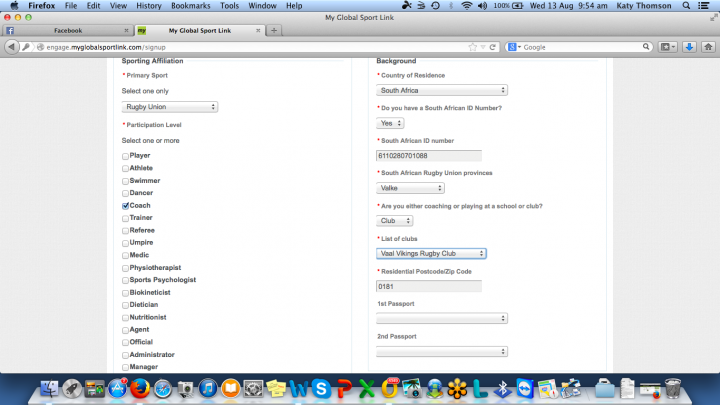 Firefox File Edit View History Bookmarks Tools Window Help 100% Wed 13 Aug 9:54 am Katy Thomson
My Global Sport Link
Facebook
my My Global Sport Link
engage.myglobalsportlink.com/signup
Google
Sporting Affiliation
* Primary Sport
Select one only
Rugby Union
* Participation Level
Select one or more
Player
Athlete
Swimmer
Dancer
Coach
Trainer
Referee
Umpire
Medic
Physiotherapist
Sports Psychologist
Biokineticist
Dietician
Nutritionist
Agent
Official
Administrator
Manager
Background
* Country of Residence
South Africa
* Do you have a South African ID Number?
Yes
* South African ID number
6110280701088
* South African Rugby Union provinces
Valke
* Are you either coaching or playing at a school or club?
Club
* List of clubs
Vaal Vikings Rugby Club
* Residential Postcode/Zip Code
0181
1st Passport
2nd Passport